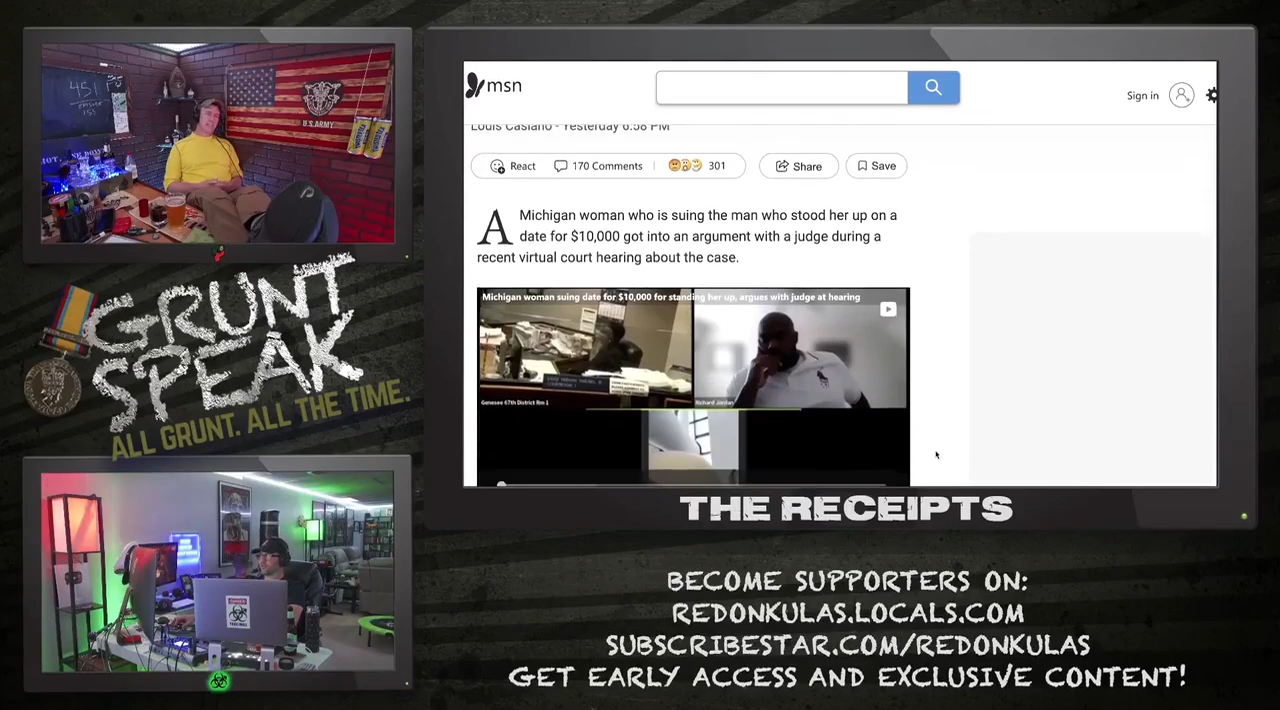 451
U.S. ARMY
GRUNT
SPEAK
ALL GRUNT. ALL THE TIME.
msn
Sign in
Louis Casiano - Yesterday 6:58 PM
React
170 Comments
301
Share
Save
A Michigan woman who is suing the man who stood her up on a
date for $10,000 got into an argument with a judge during a
recent virtual court hearing about the case.
Michigan woman suing date for $10,000 for standing her up, argues with judge at hearing
Genesee 67th District Rm 1
Richard Jordan
THE RECEIPTS
BECOME SUPPORTERS ON:
REDONKULAS.LOCALS.COM
SUBSCRIBESTAR.COM/REDONKULAS
GET EARLY ACCESS AND EXCLUSIVE CONTENT!